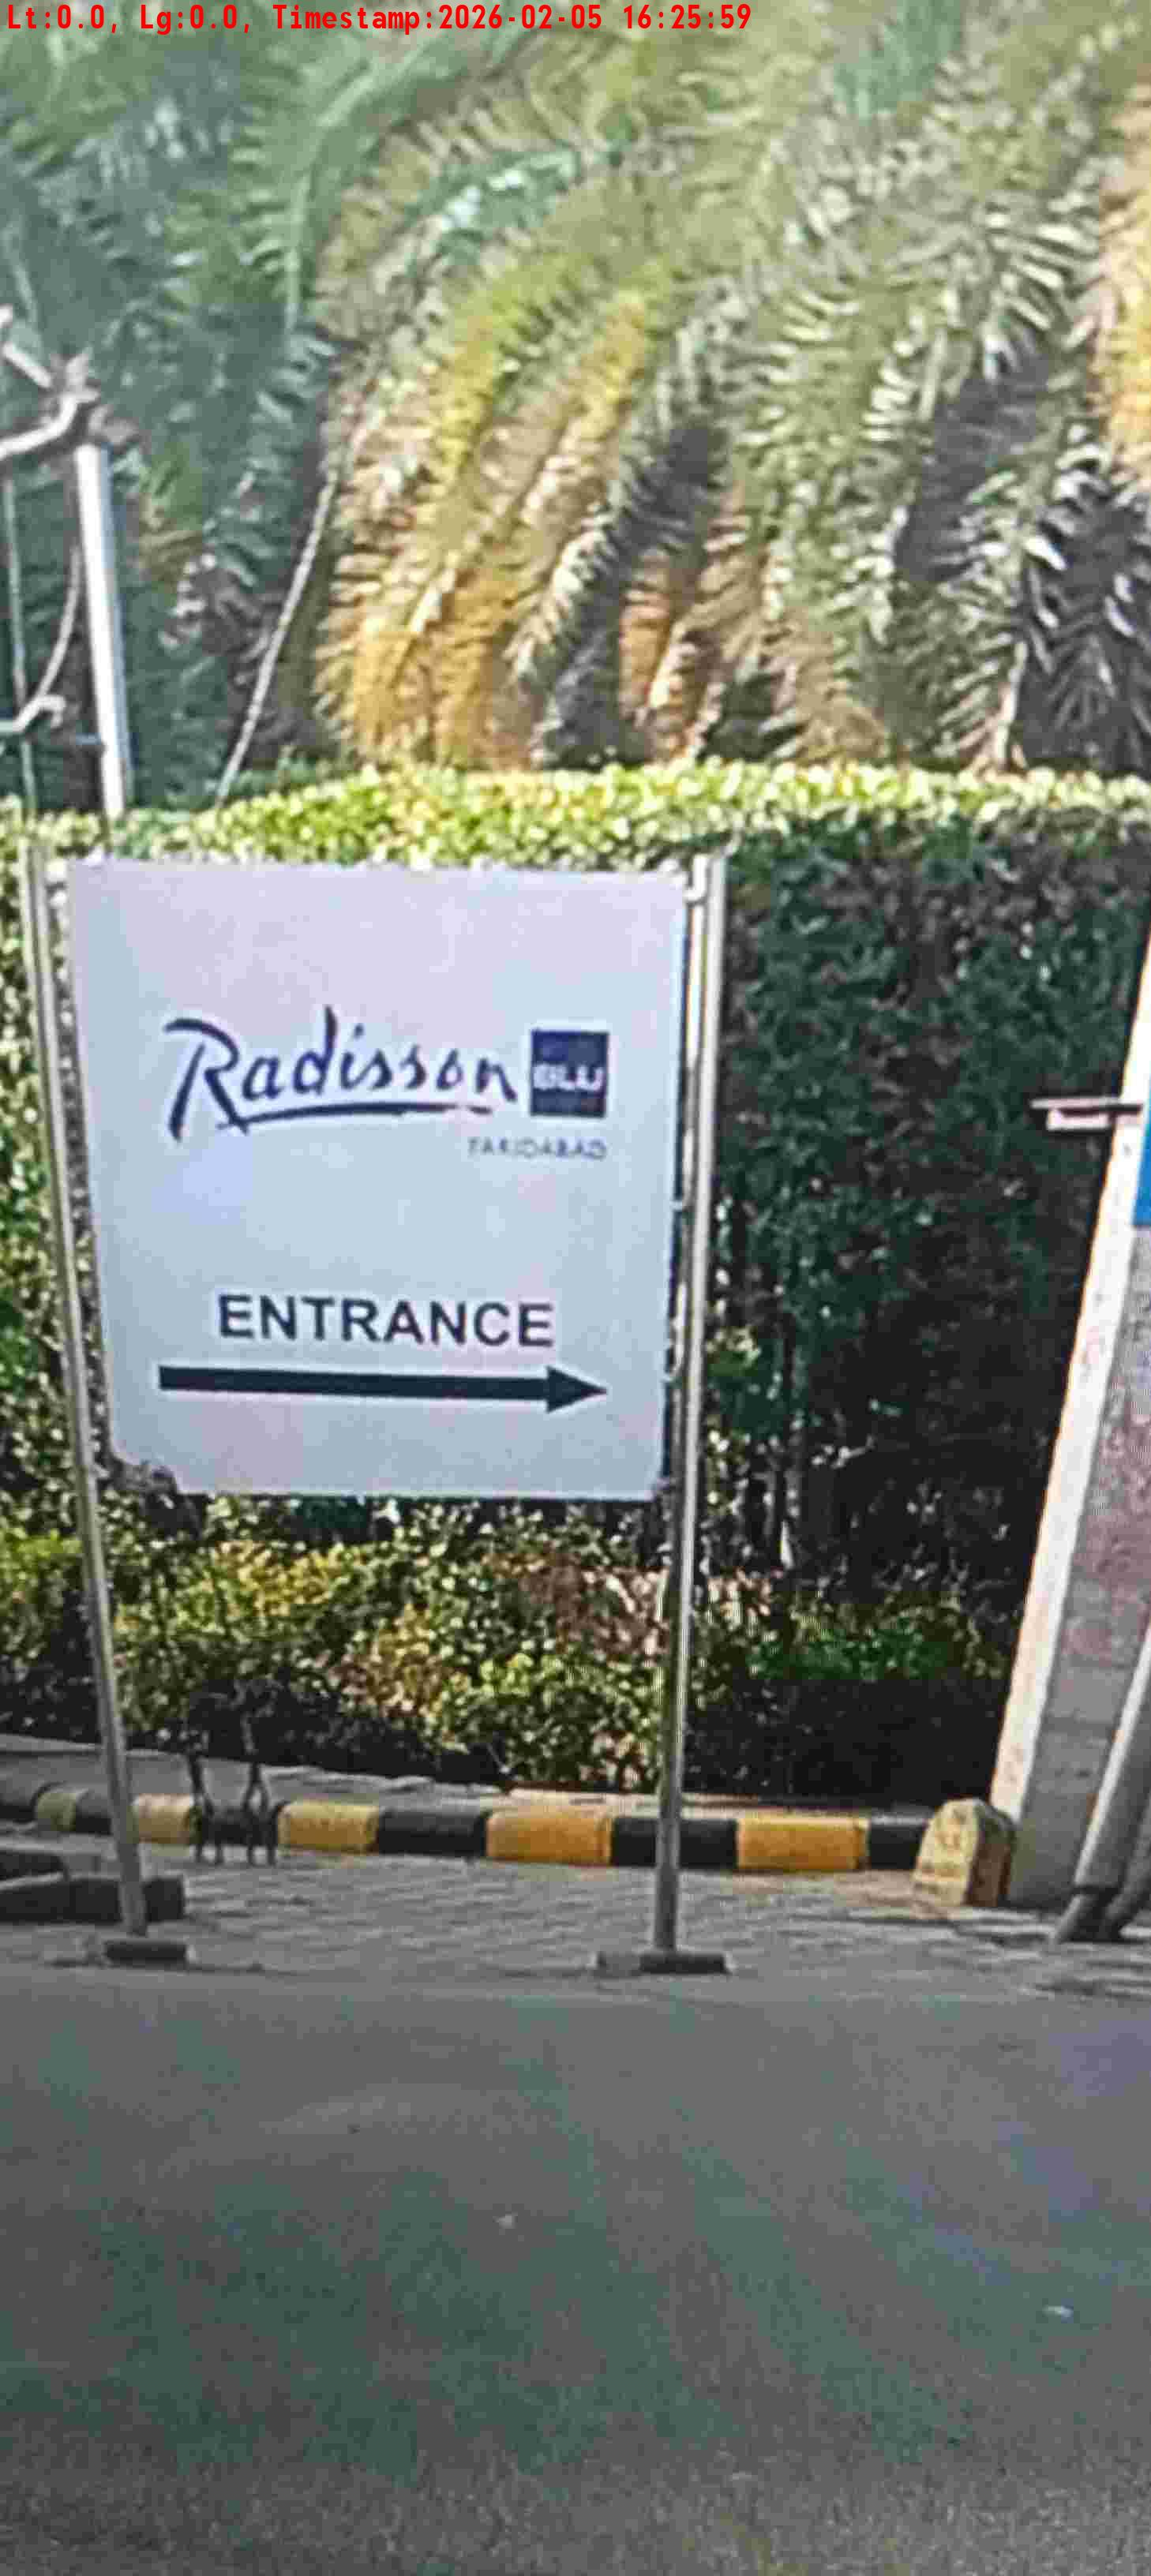 Lt:0.0, Lg:0.0, Timestamp:2026-02-05 16:25:59
Radisson BLU
FARIDABAD
ENTRANCE